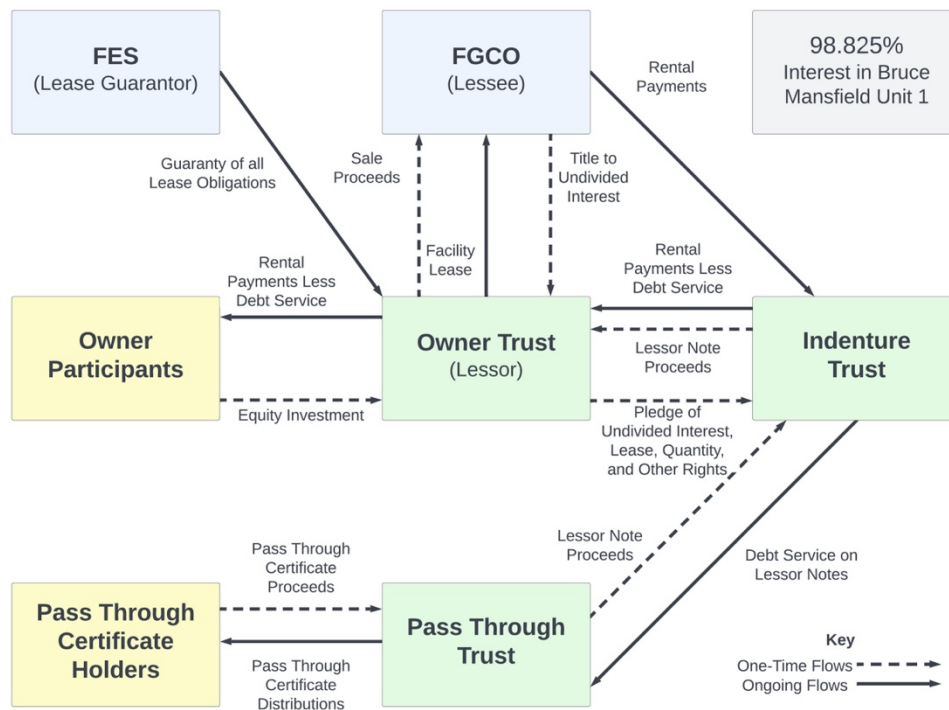 FES
(Lease Guarantor)
FGCO
(Lessee)
98.825%
Interest in Bruce
Mansfield Unit 1
Rental
Payments
Guaranty of all
Lease Obligations
Sale
Proceeds
Title to
Undivided
Interest
Facility
Lease
Rental
Payments Less
Debt Service
Rental
Payments Less
Debt Service
Owner
Participants
Owner Trust
(Lessor)
Indenture
Trust
Lessor Note
Proceeds
Equity Investment
Pledge of
Undivided Interest,
Lease, Quantity,
and Other Rights
Lessor Note
Proceeds
Debt Service on
Lessor Notes
Pass Through
Certificate
Proceeds
Pass Through
Certificate
Holders
Pass Through
Trust
Pass Through
Certificate
Distributions
Key
One-Time Flows
Ongoing Flows